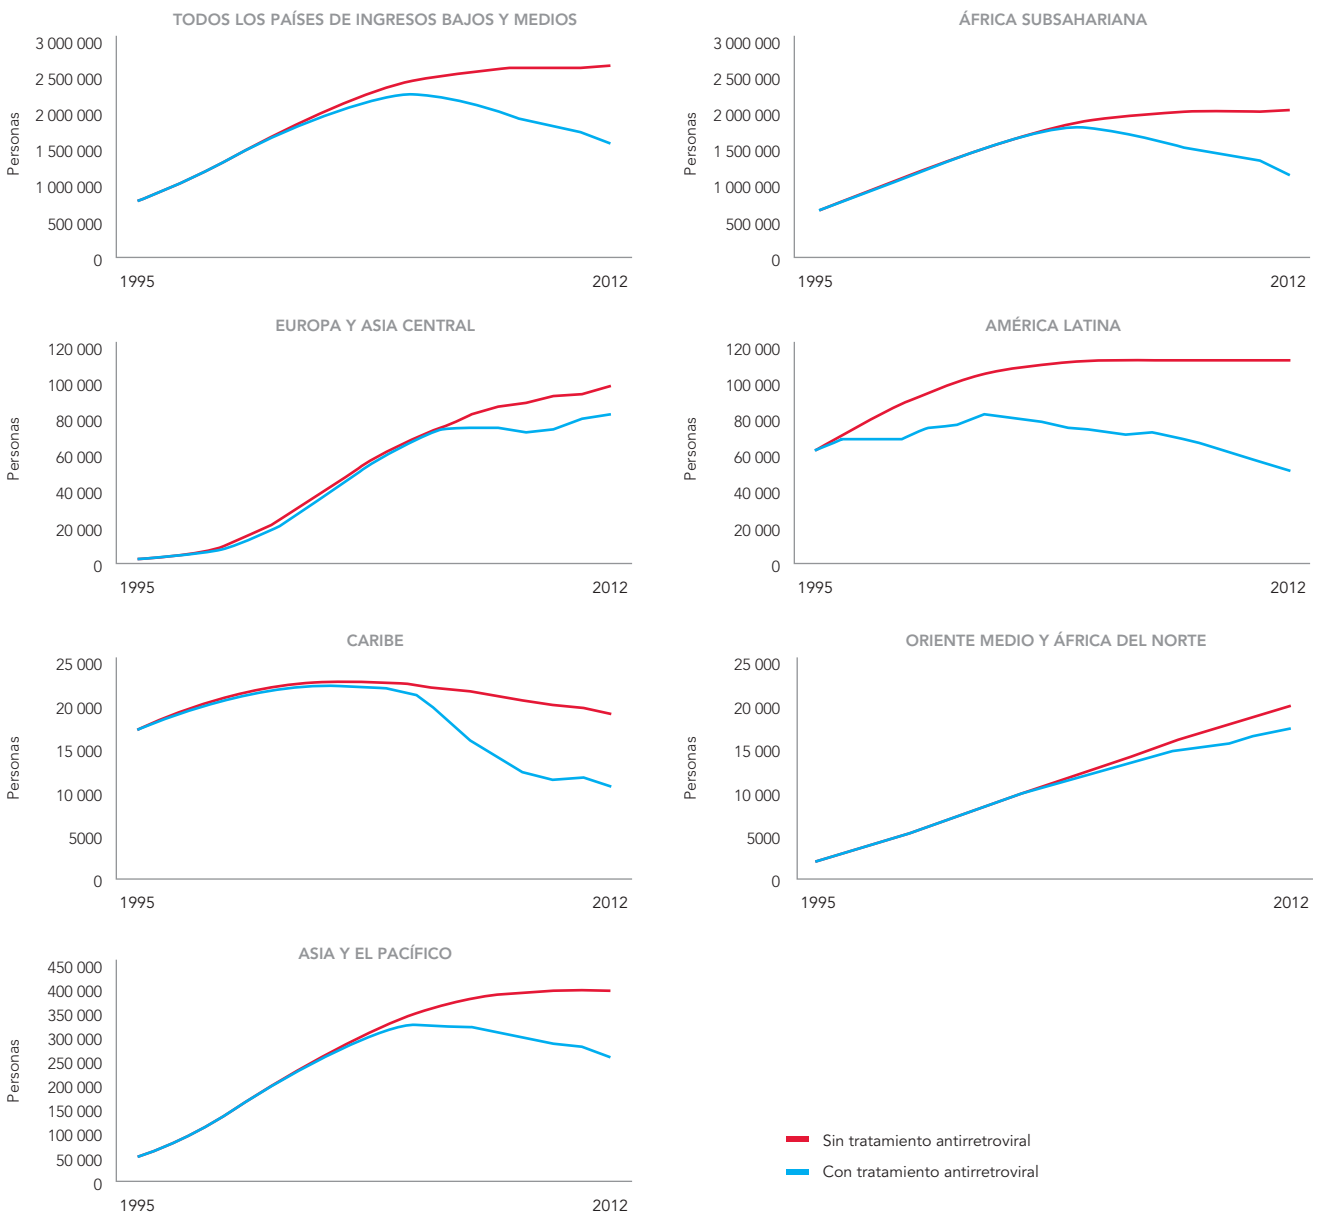 TODOS LOS PAÍSES DE INGRESOS BAJOS Y MEDIOS
Personas
3 000 000
2 500 000
2 000 000
1 500 000
1 000 000
500 000
0
1995
2012
ÁFRICA SUBSAHARIANA
Personas
3 000 000
2 500 000
2 000 000
1 500 000
1 000 000
500 000
0
1995
2012
EUROPA Y ASIA CENTRAL
Personas
120 000
100 000
80 000
60 000
40 000
20 000
0
1995
2012
AMÉRICA LATINA
Personas
120 000
100 000
80 000
60 000
40 000
20 000
0
1995
2012
CARIBE
Personas
25 000
20 000
15 000
10 000
5000
0
1995
2012
ORIENTE MEDIO Y ÁFRICA DEL NORTE
Personas
25 000
20 000
15 000
10 000
5000
0
1995
2012
ASIA Y EL PACÍFICO
Personas
450 000
400 000
350 000
300 000
250 000
200 000
150 000
100 000
50 000
0
1995
2012
Sin tratamiento antirretroviral
Con tratamiento antirretroviral